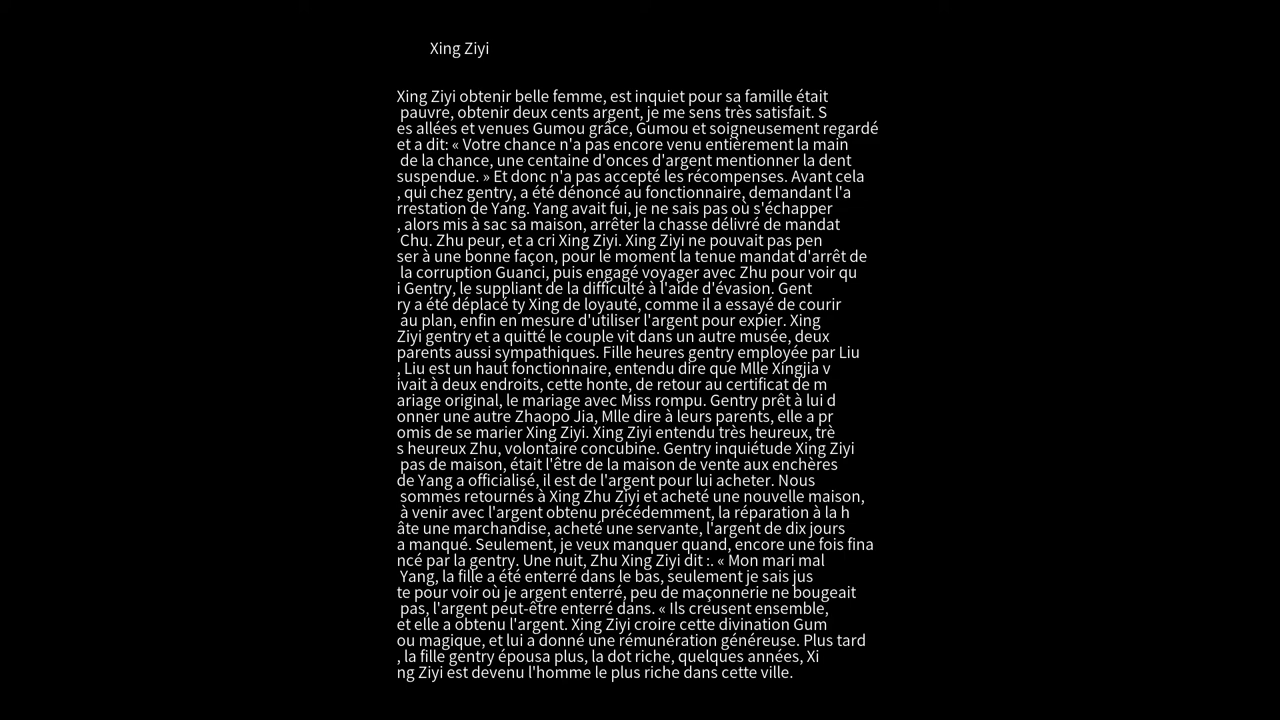 Xing Ziyi
Xing Ziyi obtenir belle femme, est inquiet pour sa famille était
pauvre, obtenir deux cents argent, je me sens très satisfait. S
es allées et venues Gumou grâce, Gumou et soigneusement regardé
et a dit: « Votre chance n'a pas encore venu entièrement la main
de la chance, une centaine d'onces d'argent mentionner la dent
suspendue. » Et donc n'a pas accepté les récompenses. Avant cela
, qui chez gentry, a été dénoncé au fonctionnaire, demandant l'a
rrestation de Yang. Yang avait fui, je ne sais pas où s'échapper
, alors mis à sac sa maison, arrêter la chasse délivré de mandat
Chu. Zhu peur, et a cri Xing Ziyi. Xing Ziyi ne pouvait pas pen
ser à une bonne façon, pour le moment la tenue mandat d'arrêt de
la corruption Guanci, puis engagé voyager avec Zhu pour voir qu
i Gentry, le suppliant de la difficulté à l'aide d'évasion. Gent
ry a été déplacé ty Xing de loyauté, comme il a essayé de courir
au plan, enfin en mesure d'utiliser l'argent pour expier. Xing
Ziyi gentry et a quitté le couple vit dans un autre musée, deux
parents aussi sympathiques. Fille heures gentry employée par Liu
, Liu est un haut fonctionnaire, entendu dire que Mlle Xingjia v
ivait à deux endroits, cette honte, de retour au certificat de m
ariage original, le mariage avec Miss rompu. Gentry prêt à lui d
onner une autre Zhaopo Jia, Mlle dire à leurs parents, elle a pr
omis de se marier Xing Ziyi. Xing Ziyi entendu très heureux, trè
s heureux Zhu, volontaire concubine. Gentry inquiétude Xing Ziyi
pas de maison, était l'être de la maison de vente aux enchères
de Yang a officialisé, il est de l'argent pour lui acheter. Nous
sommes retournés à Xing Zhu Ziyi et acheté une nouvelle maison,
à venir avec l'argent obtenu précédemment, la réparation à la h
âte une marchandise, acheté une servante, l'argent de dix jours
a manqué. Seulement, je veux manquer quand, encore une fois fina
ncé par la gentry. Une nuit, Zhu Xing Ziyi dit :. « Mon mari mal
Yang, la fille a été enterré dans le bas, seulement je sais jus
te pour voir où je argent enterré, peu de maçonnerie ne bougeait
pas, l'argent peut-être enterré dans. « Ils creusent ensemble,
et elle a obtenu l'argent. Xing Ziyi croire cette divination Gum
ou magique, et lui a donné une rémunération généreuse. Plus tard
, la fille gentry épousa plus, la dot riche, quelques années, Xi
ng Ziyi est devenu l'homme le plus riche dans cette ville.